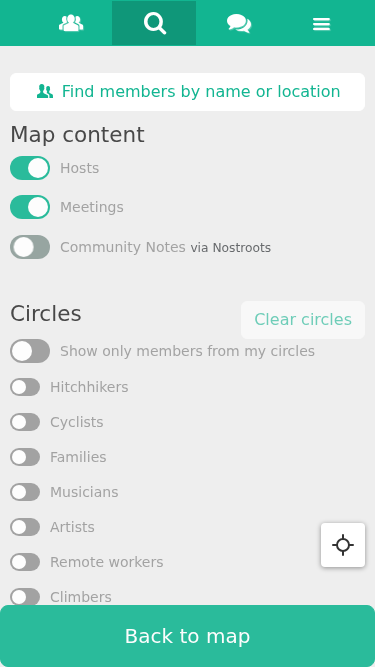 Find members by name or location
Map content
Hosts
Meetings
Community Notes via Nostroots
Circles
Clear circles
Show only members from my circles
Hitchhikers
Cyclists
Families
Musicians
Artists
Remote workers
Climbers
Back to map